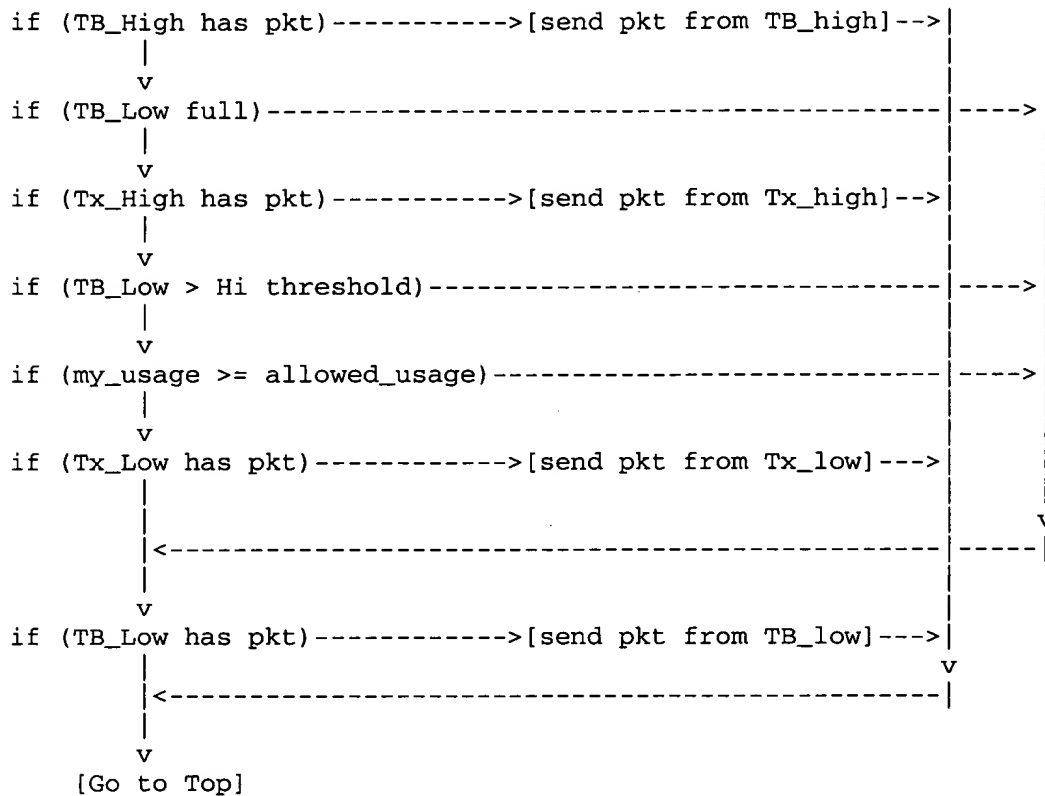 if (TB_High has pkt)------------>[send pkt from TB_high]-->|
v
if (TB_Low full)---------------------------------------------|---->
v
if (Tx_High has pkt)----------->[send pkt from Tx_high]-->|
v
if (TB_Low > Hi threshold)---------------------------------|---->
v
if (my_usage >= allowed_usage)-----------------------------|---->
v
if (Tx_Low has pkt)------------>[send pkt from Tx_low]--->|
v
|<---------------------------------------------------|-----|
v
if (TB_Low has pkt)------------>[send pkt from TB_low]--->|
v
|<---------------------------------------------------|
v
[Go to Top]